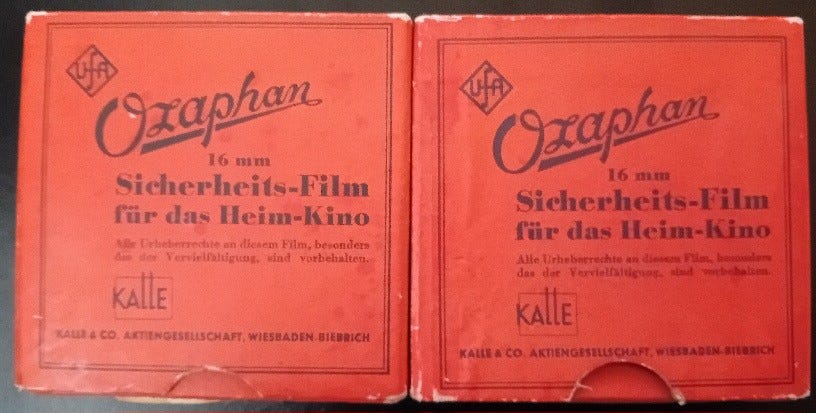 UFA
Ozaphan
16 mm
Sicherheits-Film
für das Heim-Kino
Alle Urheberrechte an diesem Film, besonders
das der Vervielfältigung, sind vorbehalten.
KALLE
KALLE & CO. AKTIENGESELLSCHAFT, WIESBADEN-BIEBRICH
UFA
Ozaphan
16 mm
Sicherheits-Film
für das Heim-Kino
Alle Urheberrechte an diesem Film, besonders
das der Vervielfältigung, sind vorbehalten.
KALLE
KALLE & CO. AKTIENGESELLSCHAFT, WIESBADEN-BIEBRICH